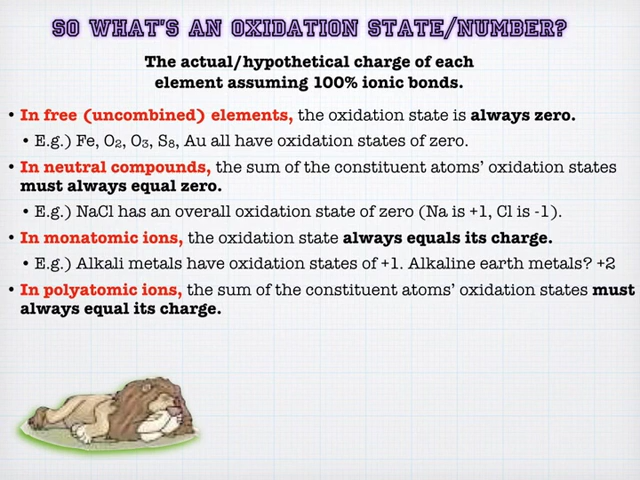 SO WHAT'S AN OXIDATION STATE/NUMBER?
The actual/hypothetical charge of each
element assuming 100% ionic bonds.
• In free (uncombined) elements, the oxidation state is always zero.
• E.g.) Fe, O₂, O₃, S₈, Au all have oxidation states of zero.
• In neutral compounds, the sum of the constituent atoms’ oxidation states
must always equal zero.
• E.g.) NaCl has an overall oxidation state of zero (Na is +1, Cl is -1).
• In monatomic ions, the oxidation state always equals its charge.
• E.g.) Alkali metals have oxidation states of +1. Alkaline earth metals? +2
• In polyatomic ions, the sum of the constituent atoms’ oxidation states must
always equal its charge.